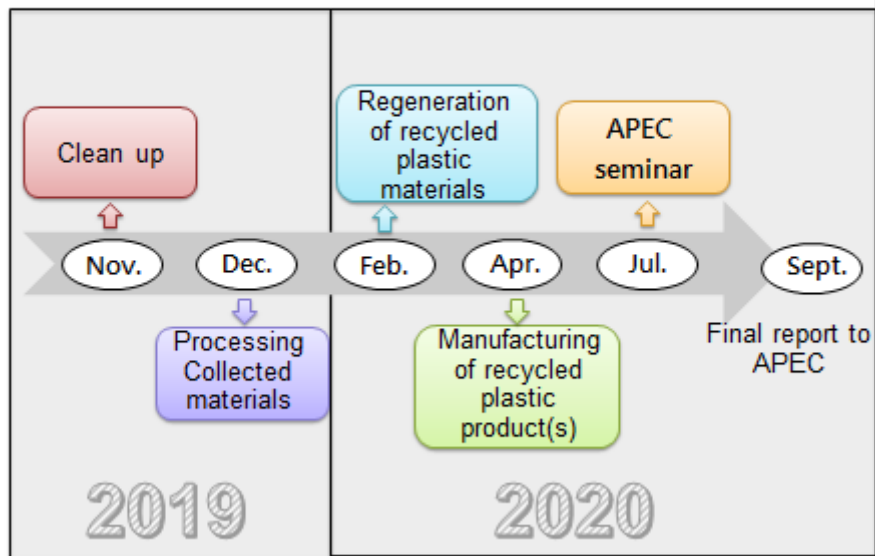 Clean up
Regeneration
of recycled
plastic
materials
APEC
seminar
Nov.
Dec.
Feb.
Apr.
Jul.
Sept.
Processing
Collected
materials
Manufacturing
of recycled
plastic
product(s)
Final report to
APEC
2019
2020